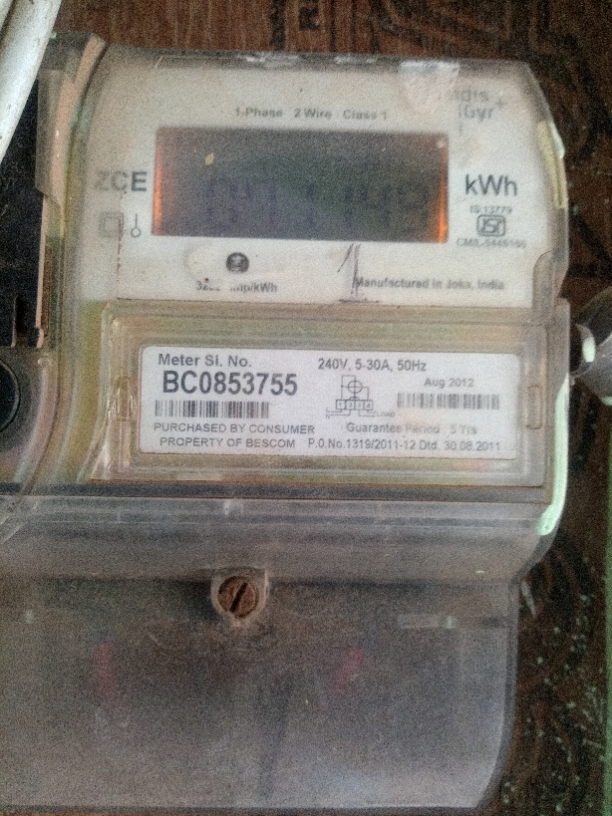 1-Phase 2 Wire Class 1
ZCE
kWh
IS 13779
Manufactured in Joka, India
Meter Sl. No.
BC0853755
240V, 5-30A, 50Hz
Aug 2012
PURCHASED BY CONSUMER
Guarantee Period 5 Yrs
PROPERTY OF BESCOM P.O.No.1319/2011-12 Dtd. 30.08.2011